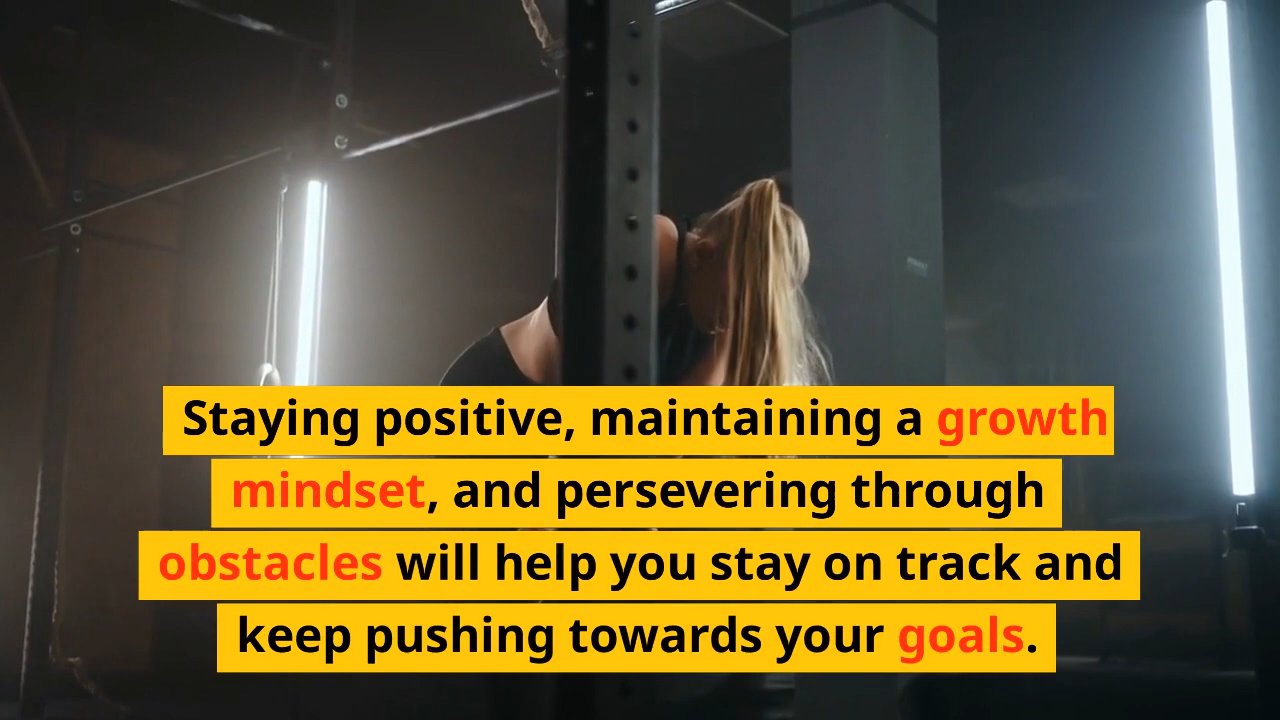 Staying positive, maintaining a growth
mindset, and persevering through
obstacles will help you stay on track and
keep pushing towards your goals.